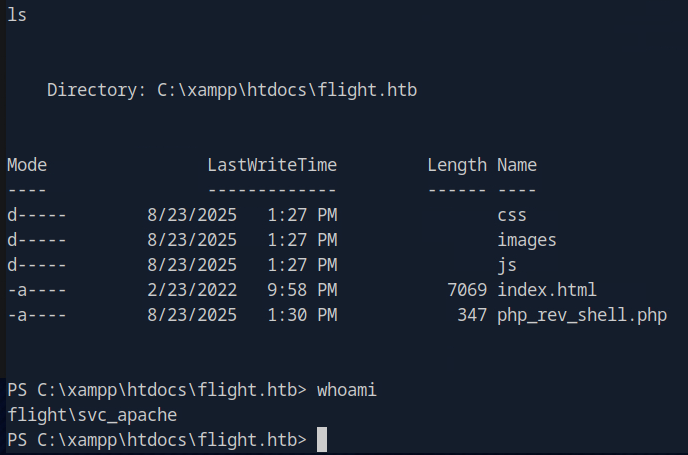 ls
Directory: C:\xampp\htdocs\flight.htb
Mode LastWriteTime Length Name
---- ------------- ------ ----
d----- 8/23/2025 1:27 PM css
d----- 8/23/2025 1:27 PM images
d----- 8/23/2025 1:27 PM js
-a---- 2/23/2022 9:58 PM 7069 index.html
-a---- 8/23/2025 1:30 PM 347 php_rev_shell.php
PS C:\xampp\htdocs\flight.htb> whoami
flight\svc_apache
PS C:\xampp\htdocs\flight.htb>